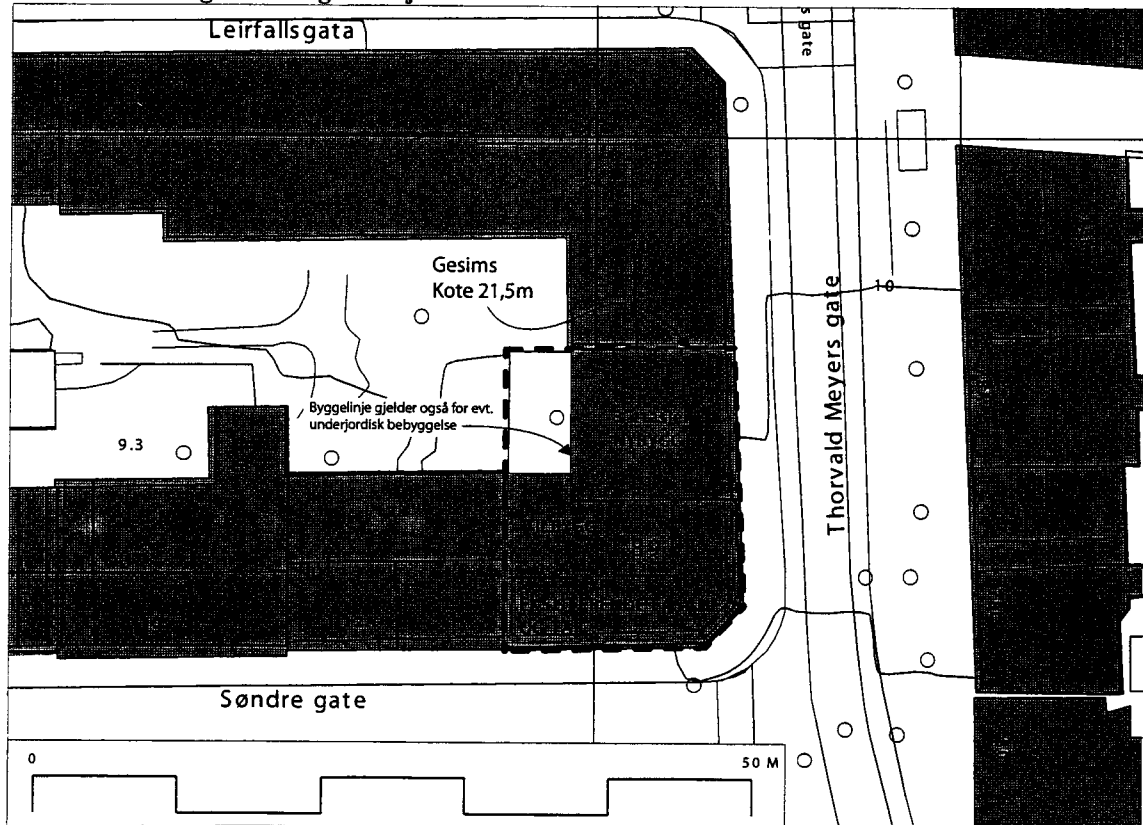 Leirfallsgata
s gate
Gesims
Kote 21,5m
10
Thorvald Meyers gate
Byggelinje gjelder også for evt.
underjordisk bebyggelse
9.3
Søndre gate
0
50 M